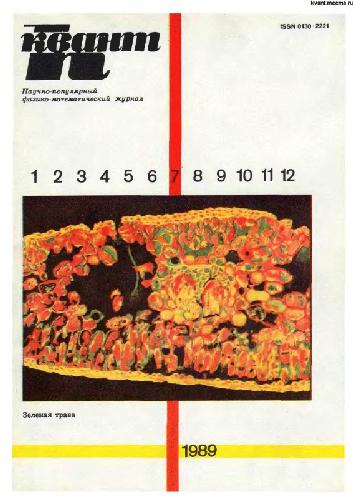 kvant.mccme.ru
ISSN 0130-2221
квант
Научно-популярный
физико-математический журнал
1 2 3 4 5 6 7 8 9 10 11 12
Зеленая трава
1989